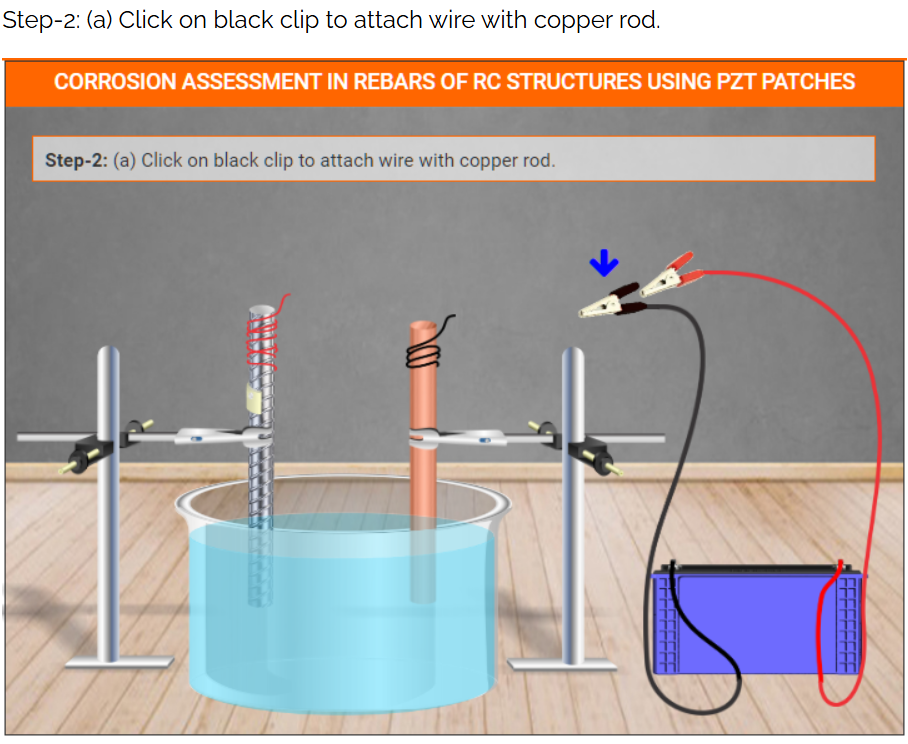 Step-2: (a) Click on black clip to attach wire with copper rod.
CORROSION ASSESSMENT IN REBARS OF RC STRUCTURES USING PZT PATCHES
Step-2: (a) Click on black clip to attach wire with copper rod.